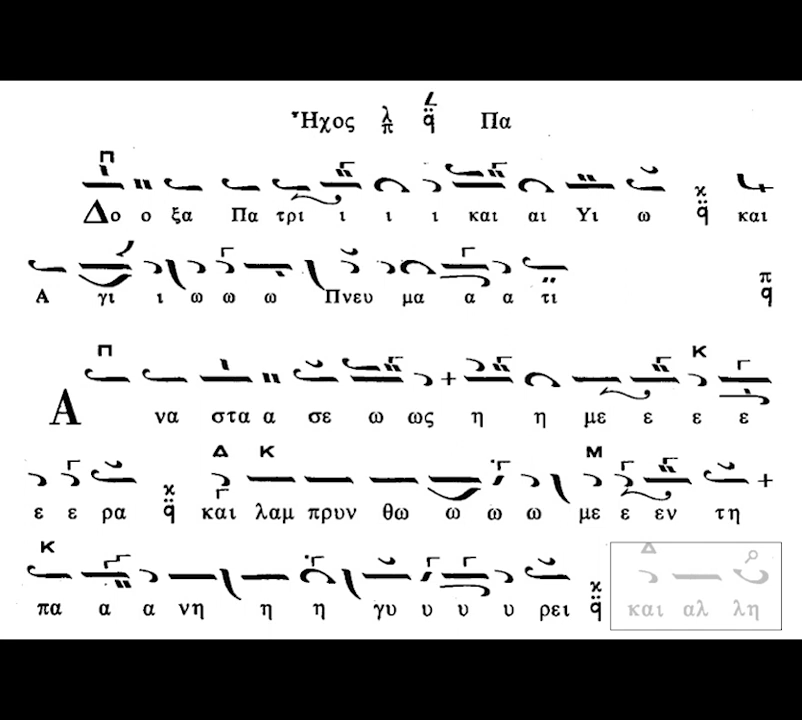 Ἦχος λ π q Πα
Π
Δο ο ξα Πα τρι ι ι ι και αι Υι ω και
Α γι ι ω ω ω Πνευ μα α α τι
Π Κ
Α να στα α σε ω ως η η με ε ε ε
Δ Κ Μ
ε ε ρα και λαμ πρυν θω ω ω ω με ε εν τη
Κ Δ
πα α α νη η η γυ υ υ υ ρει και αλ λη